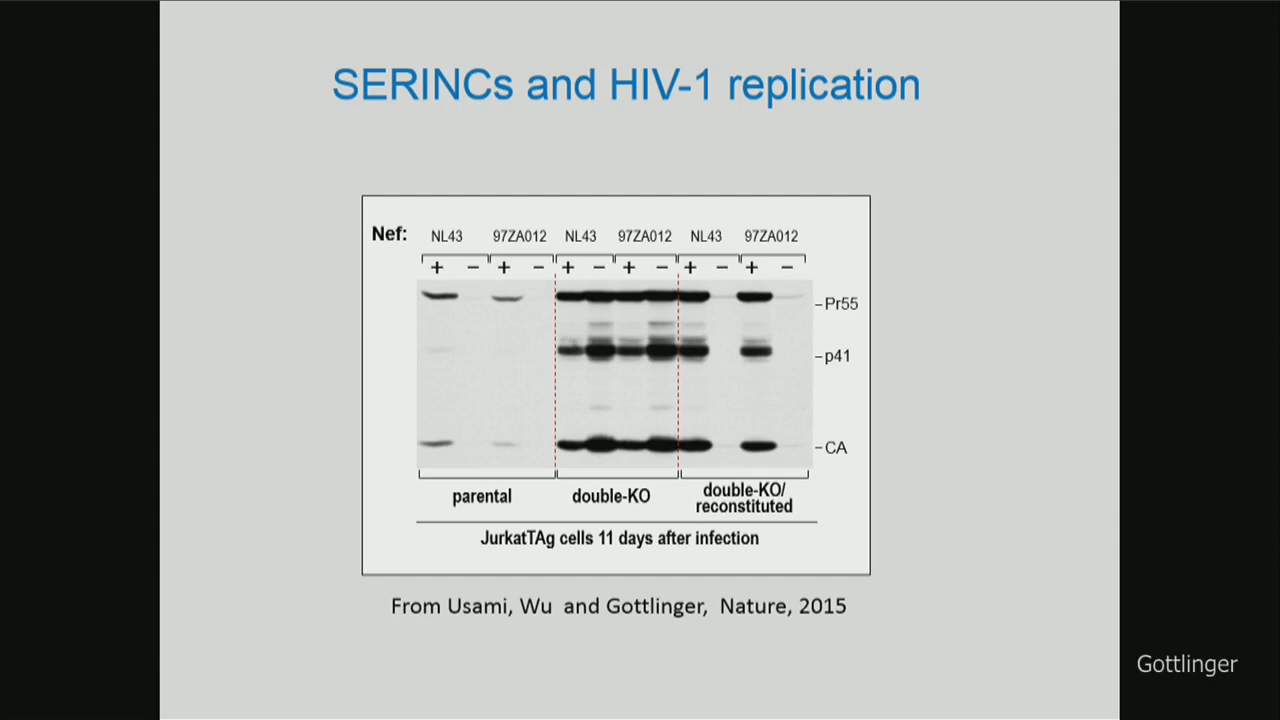 SERINCs and HIV-1 replication
Nef: NL43 97ZA012 NL43 97ZA012 NL43 97ZA012
+ − + − + − + − + − + −
–Pr55
–p41
–CA
parental double-KO double-KO/
reconstituted
JurkatTAg cells 11 days after infection
From Usami, Wu and Gottlinger, Nature, 2015
Gottlinger